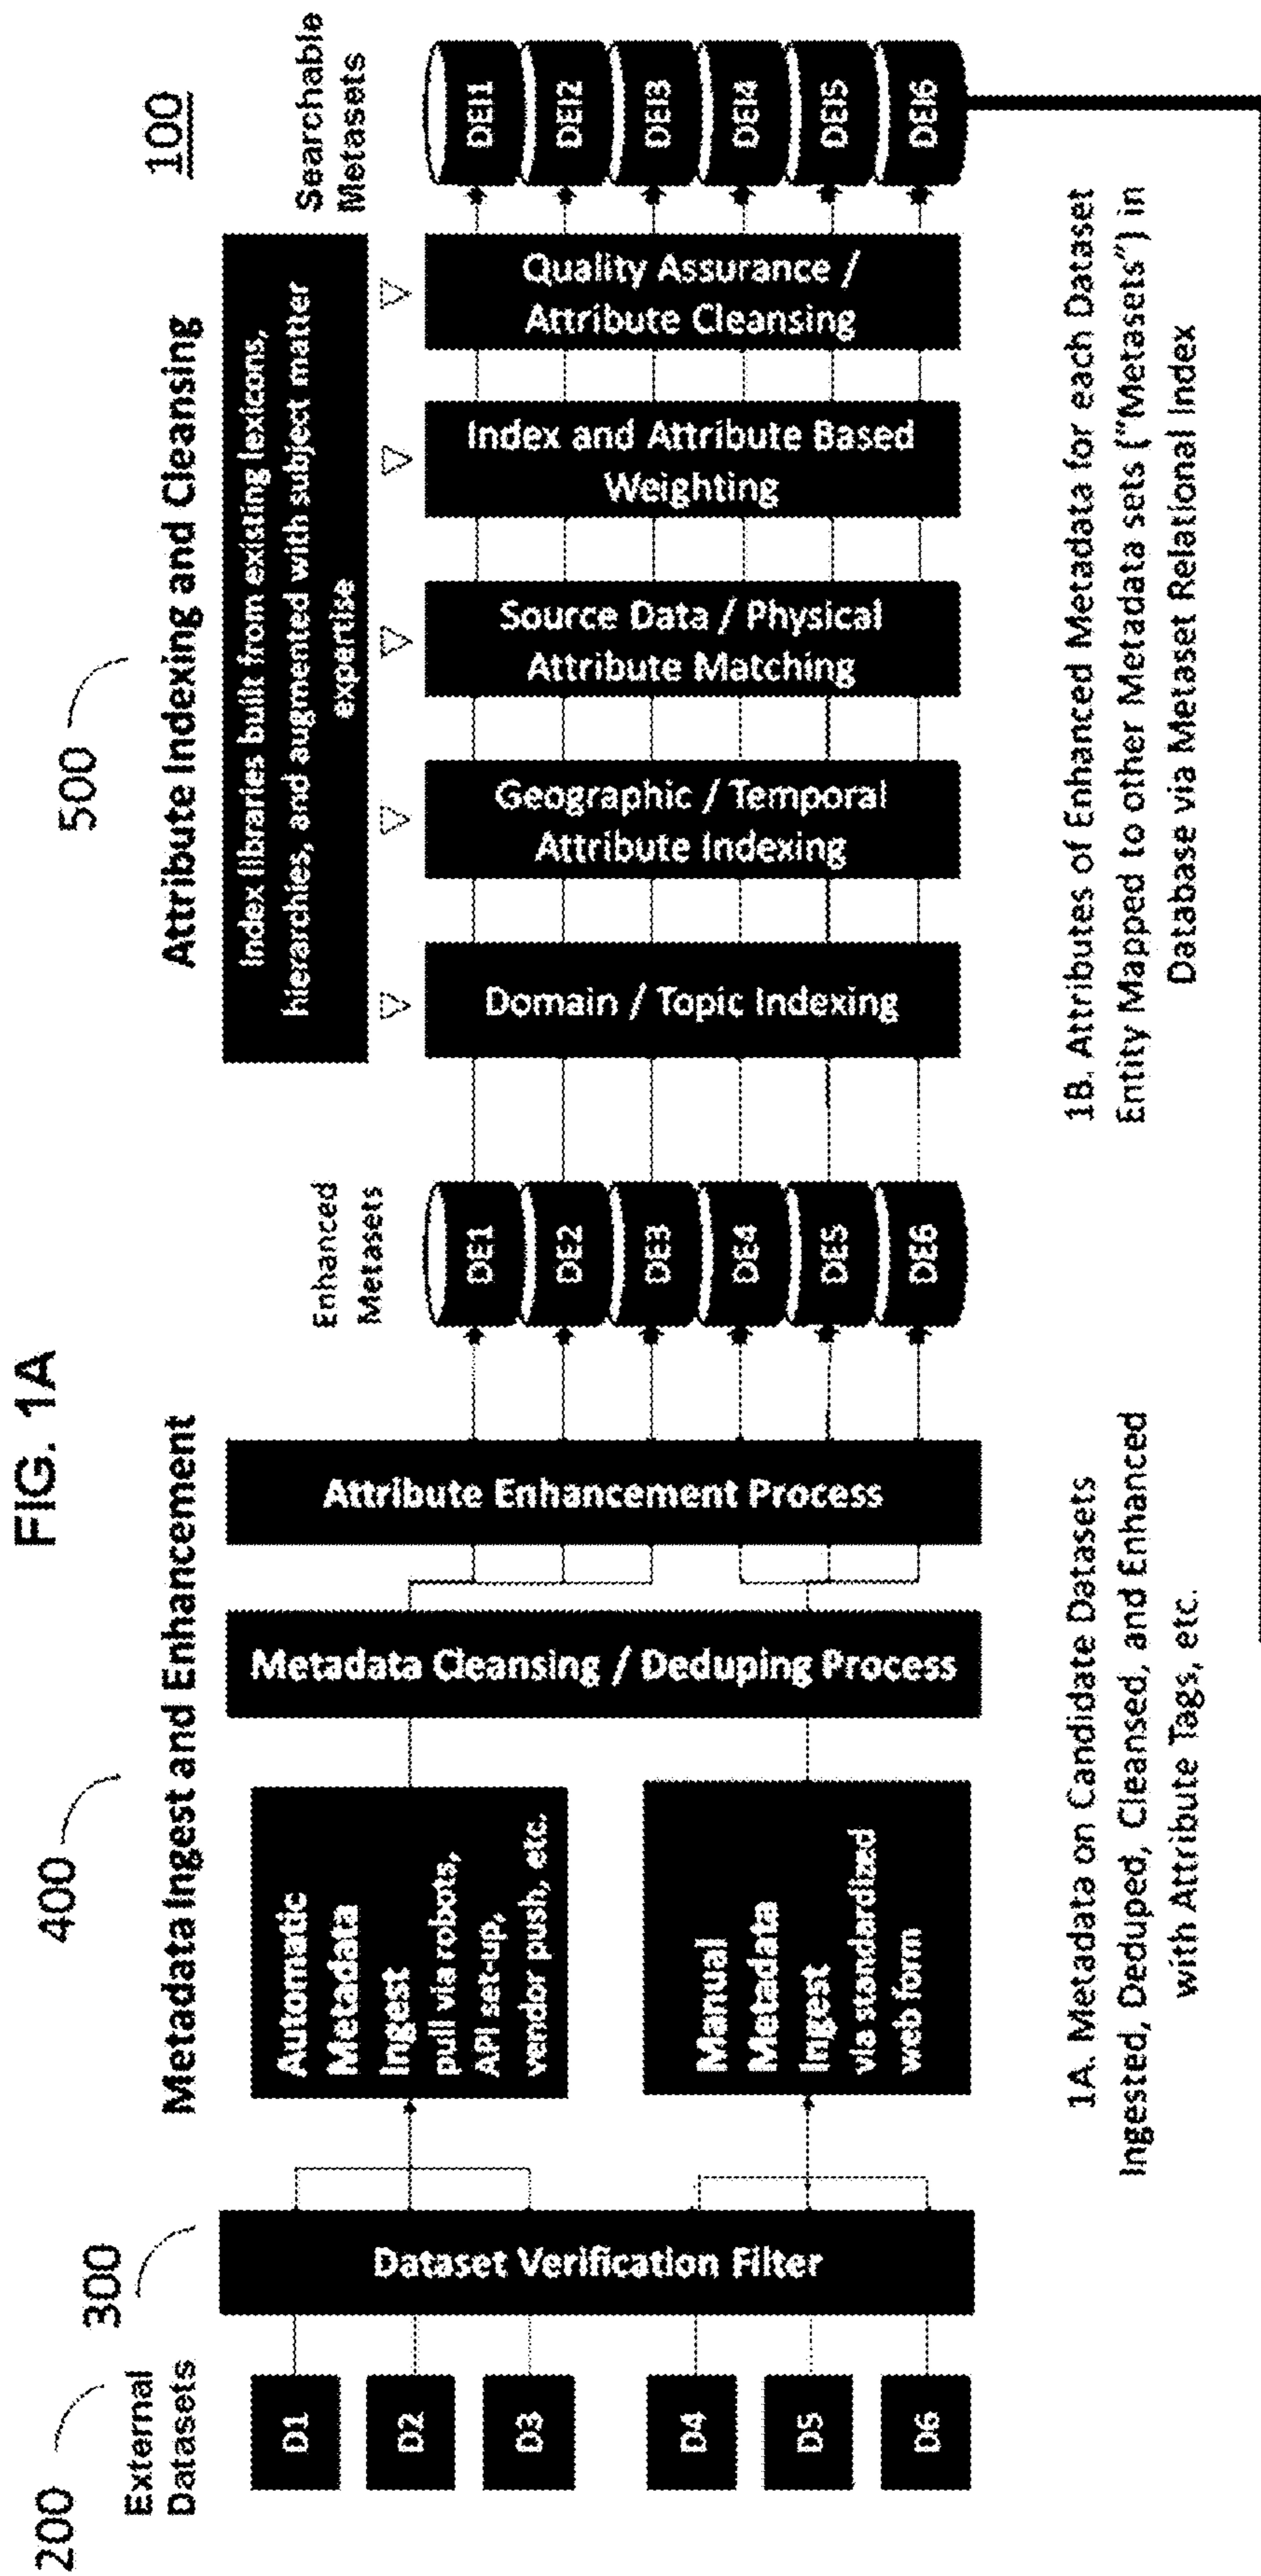 FIG. 1A
100
200
External
Datasets
D1
D2
D3
D4
D5
D6
300
Dataset Verification Filter
400
Metadata Ingest and Enhancement
Automatic
Metadata
Ingest
pull via robots,
API set-up,
vendor push, etc.
Manual
Metadata
Ingest
via standardized
web form
Metadata Cleansing / Deduping Process
Attribute Enhancement Process
Enhanced
Metasets
DE1
DE2
DE3
DE4
DE5
DE6
1A. Metadata on Candidate Datasets
Ingested, Deduped, Cleansed, and Enhanced
with Attribute Tags, etc.
500
Attribute Indexing and Cleansing
Index libraries built from existing lexicons,
hierarchies, and augmented with subject matter
expertise
Domain / Topic Indexing
Geographic / Temporal
Attribute Indexing
Source Data / Physical
Attribute Matching
Index and Attribute Based
Weighting
Quality Assurance /
Attribute Cleansing
Searchable
Metasets
DEI1
DEI2
DEI3
DEI4
DEI5
DEI6
1B. Attributes of Enhanced Metadata for each Dataset
Entity Mapped to other Metadata sets ("Metasets") in
Database via Metaset Relational Index